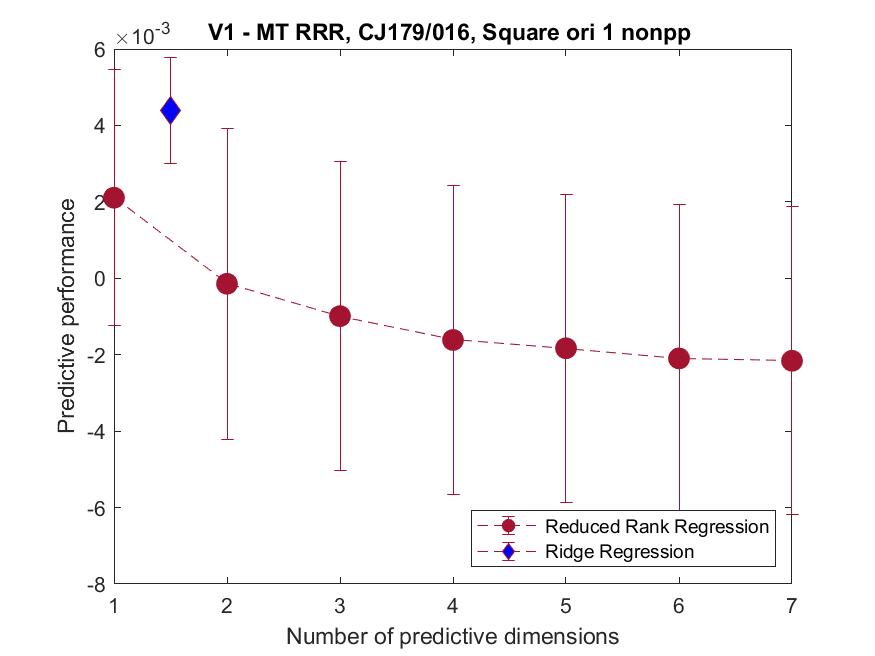 V1 - MT RRR, CJ179/016, Square ori 1 nonpp
×10⁻³
6
4
2
0
-2
-4
-6
-8
Predictive performance
Reduced Rank Regression
Ridge Regression
1 2 3 4 5 6 7
Number of predictive dimensions